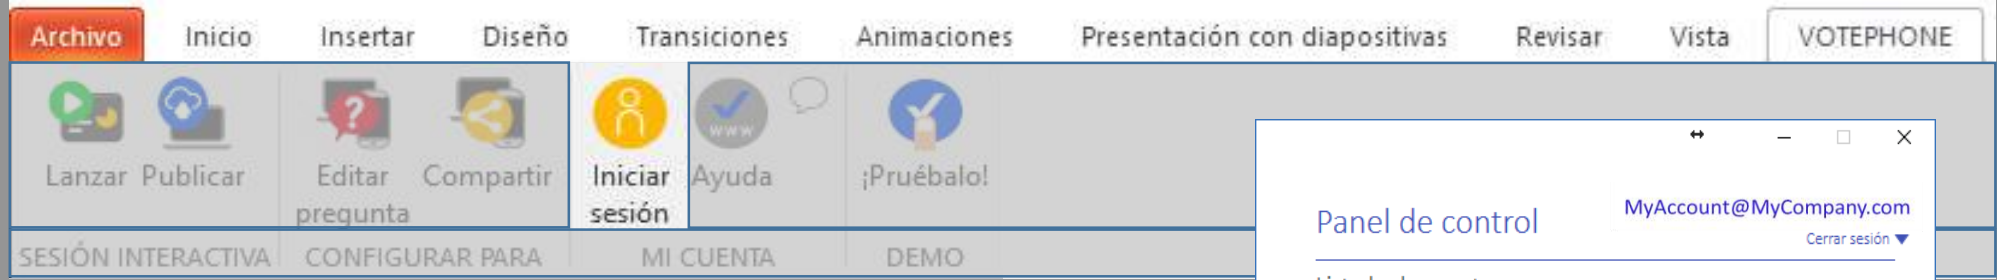 Archivo Inicio Insertar Diseño Transiciones Animaciones Presentación con diapositivas Revisar Vista VOTEPHONE
www
Lanzar Publicar Editar pregunta Compartir Iniciar sesión Ayuda ¡Pruébalo!
SESIÓN INTERACTIVA CONFIGURAR PARA MI CUENTA DEMO
Panel de control
MyAccount@MyCompany.com
Cerrar sesión